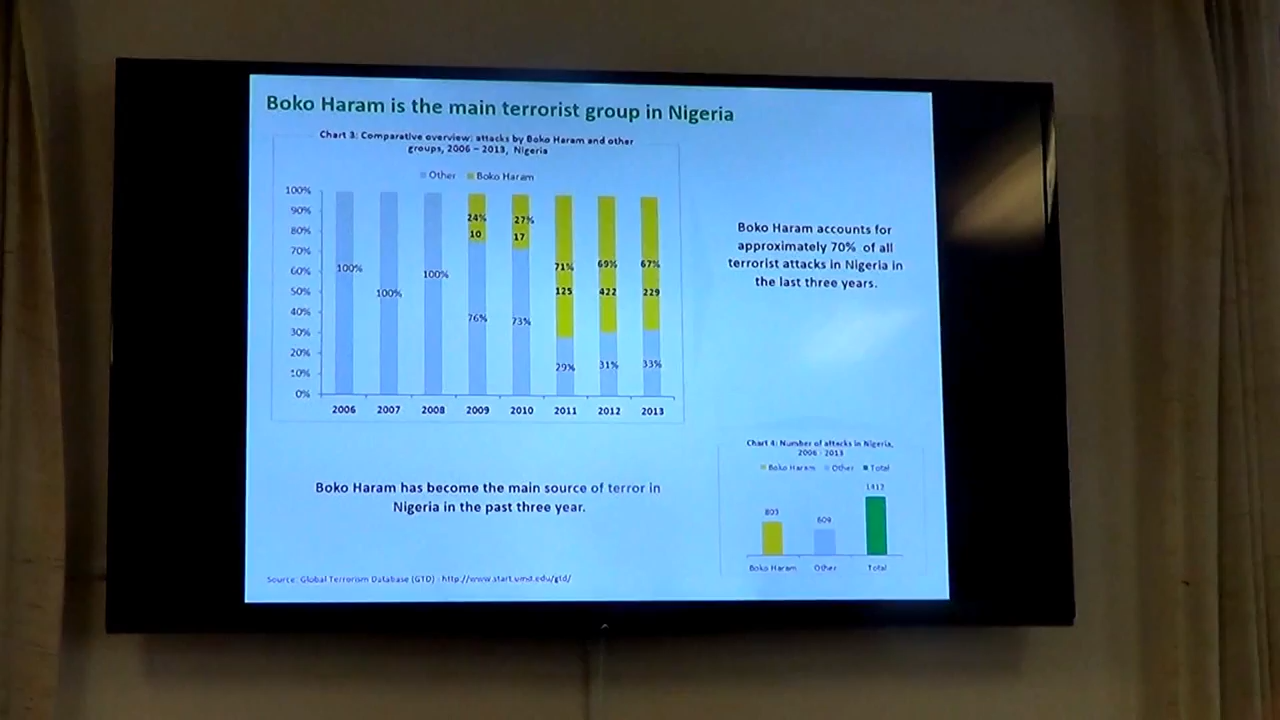 Boko Haram is the main terrorist group in Nigeria
Chart 3: Comparative overview: attacks by Boko Haram and other
groups, 2006 – 2013, Nigeria
Other Boko Haram
100%
90%
80%
70%
60%
50%
40%
30%
20%
10%
0%
100%
100%
100%
24%
10
76%
27%
17
73%
71%
125
29%
69%
422
31%
67%
229
33%
2006 2007 2008 2009 2010 2011 2012 2013
Boko Haram accounts for
approximately 70% of all
terrorist attacks in Nigeria in
the last three years.
Boko Haram has become the main source of terror in
Nigeria in the past three year.
Chart 4: Number of attacks in Nigeria,
2006 - 2013
Boko Haram Other Total
803
609
1412
Boko Haram Other Total
Source: Global Terrorism Database (GTD) - http://www.start.umd.edu/gtd/